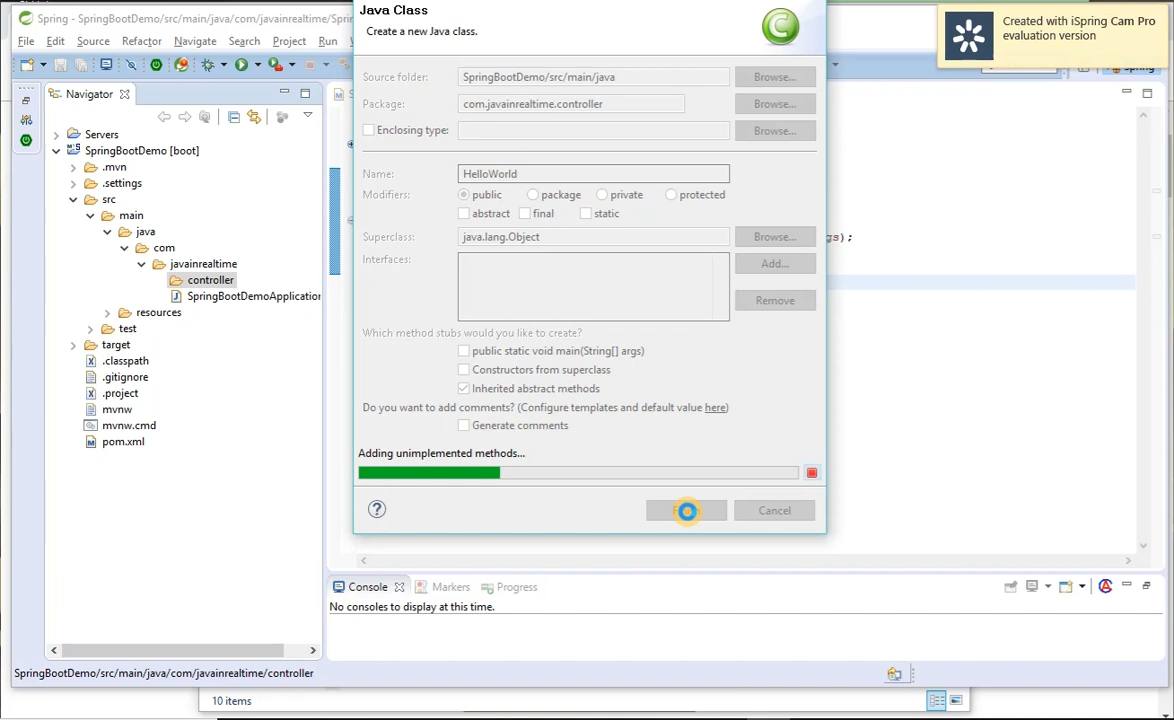 Spring - SpringBootDemo/src/main/java/com/javainrealtime/Spri
File Edit Source Refactor Navigate Search Project Run
Java Class
Create a new Java class.
Created with iSpring Cam Pro
evaluation version
Spring
Navigator
Servers
SpringBootDemo [boot]
.mvn
.settings
src
main
java
com
javainrealtime
controller
SpringBootDemoApplication
resources
test
target
.classpath
.gitignore
.project
mvnw
mvnw.cmd
pom.xml
Source folder: SpringBootDemo/src/main/java Browse...
Package: com.javainrealtime.controller Browse...
Enclosing type: Browse...
Name: HelloWorld
Modifiers: public package private protected
abstract final static
Superclass: java.lang.Object Browse...
Interfaces: Add...
Remove
Which method stubs would you like to create?
public static void main(String[] args)
Constructors from superclass
Inherited abstract methods
Do you want to add comments? (Configure templates and default value here)
Generate comments
Adding unimplemented methods...
Cancel
gs);
Console Markers Progress
No consoles to display at this time.
SpringBootDemo/src/main/java/com/javainrealtime/controller
10 items